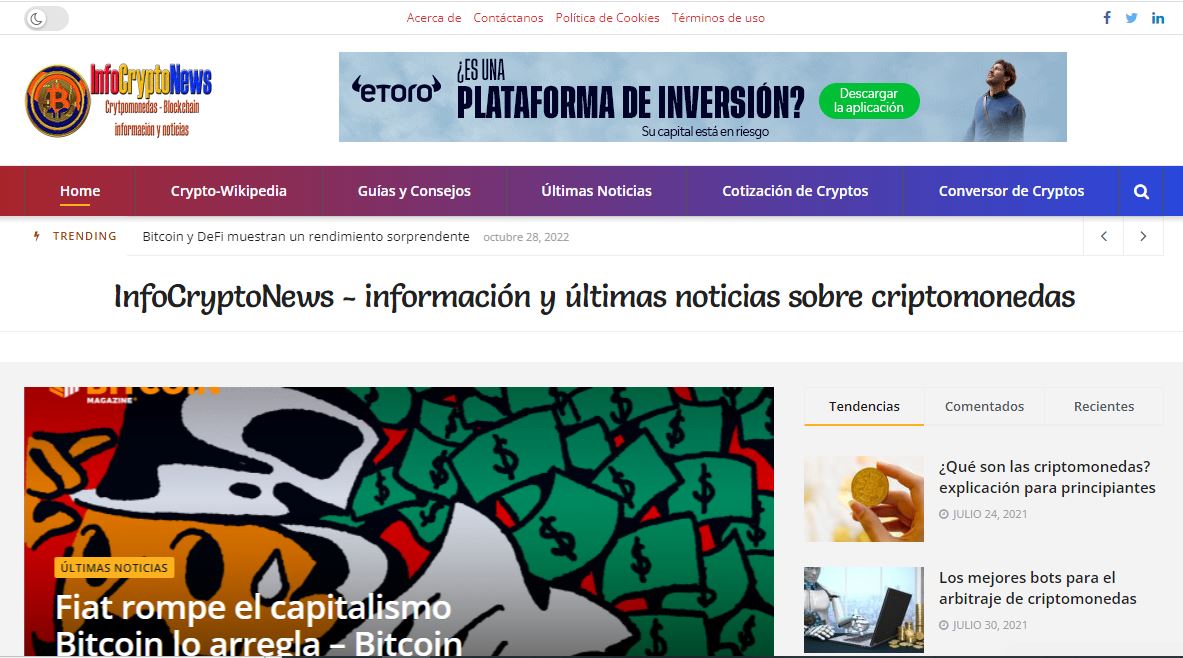 Acerca de Contáctanos Política de Cookies Términos de uso
InfoCryptoNews
Crytpomonedas - Blockchain
información y noticias
eTORO
¿ES UNA
PLATAFORMA DE INVERSIÓN?
Su capital está en riesgo
Descargar
la aplicación
Home Crypto-Wikipedia Guías y Consejos Últimas Noticias Cotización de Cryptos Conversor de Cryptos
TRENDING Bitcoin y DeFi muestran un rendimiento sorprendente octubre 28, 2022
InfoCryptoNews - información y últimas noticias sobre criptomonedas
BITCOIN
MAGAZINE
ÚLTIMAS NOTICIAS
Fiat rompe el capitalismo
Bitcoin lo arregla – Bitcoin
Tendencias Comentados Recientes
¿Qué son las criptomonedas?
explicación para principiantes
JULIO 24, 2021
Los mejores bots para el
arbitraje de criptomonedas
JULIO 30, 2021